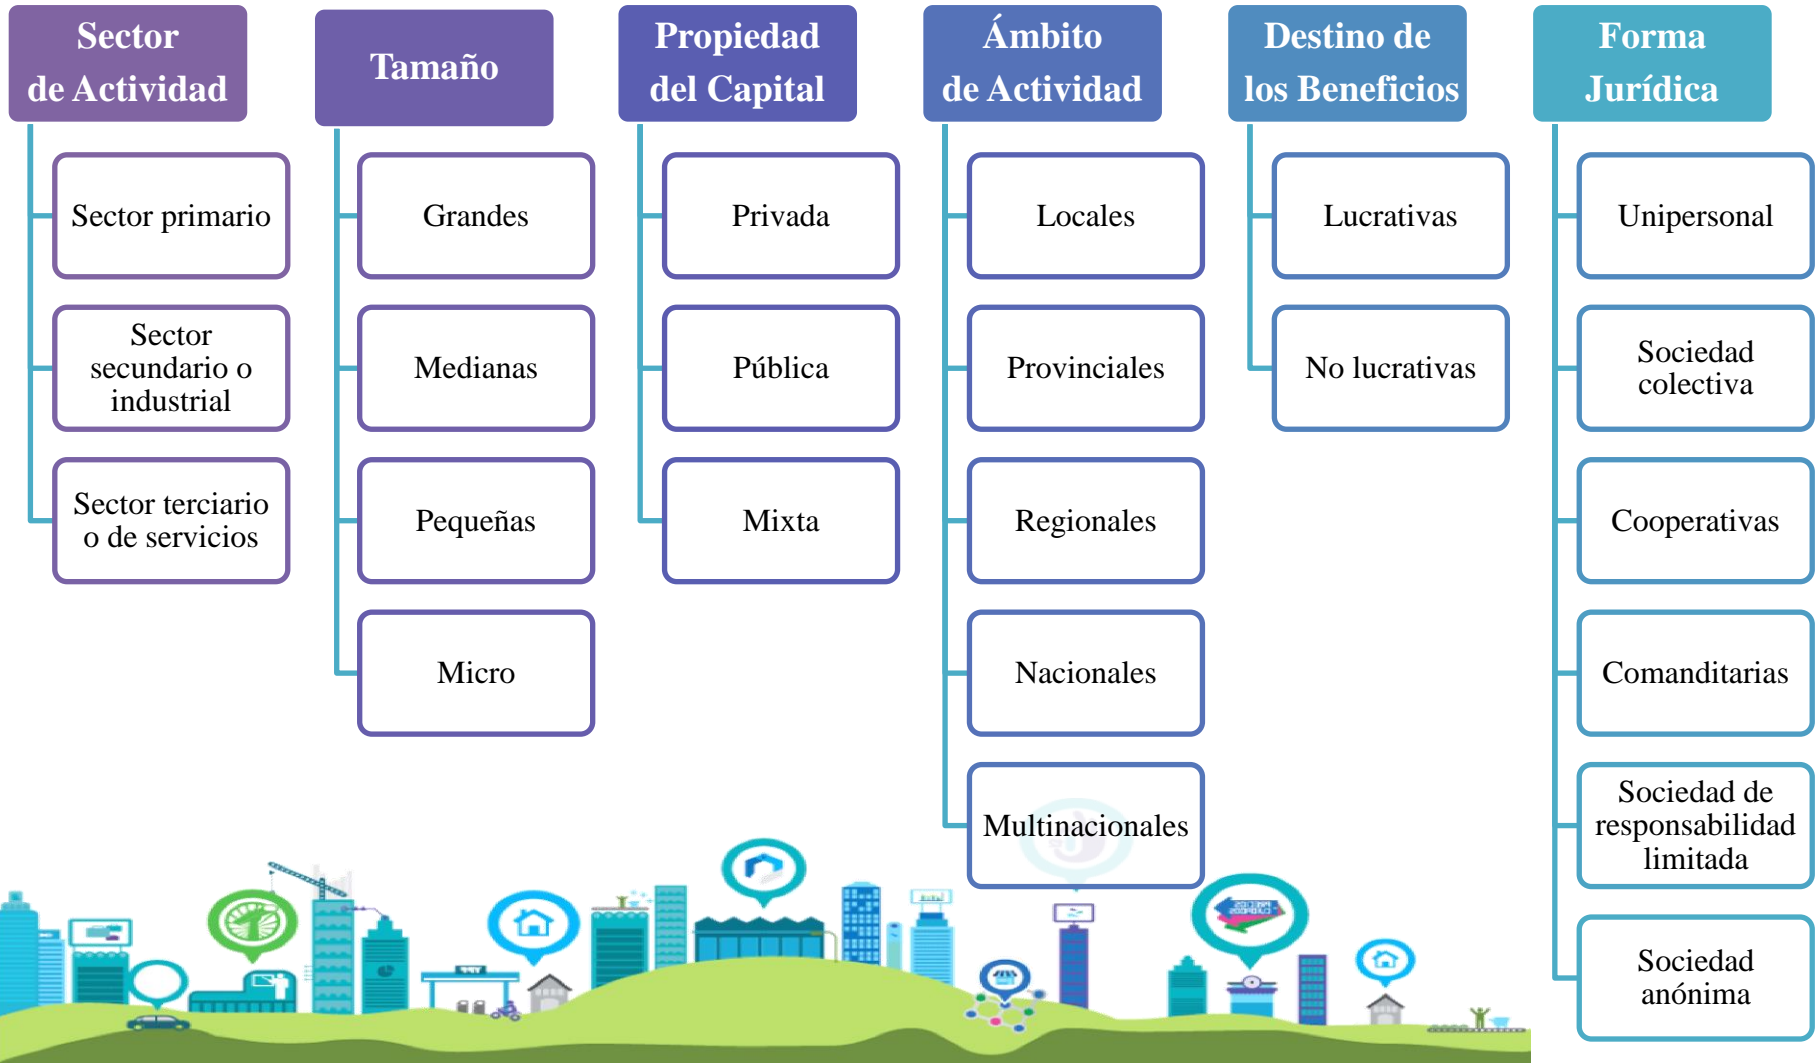 Sector
de Actividad
Sector primario
Sector
secundario o
industrial
Sector terciario
o de servicios
Tamaño
Grandes
Medianas
Pequeñas
Micro
Propiedad
del Capital
Privada
Pública
Mixta
Ámbito
de Actividad
Locales
Provinciales
Regionales
Nacionales
Multinacionales
Destino de
los Beneficios
Lucrativas
No lucrativas
Forma
Jurídica
Unipersonal
Sociedad
colectiva
Cooperativas
Comanditarias
Sociedad de
responsabilidad
limitada
Sociedad
anónima